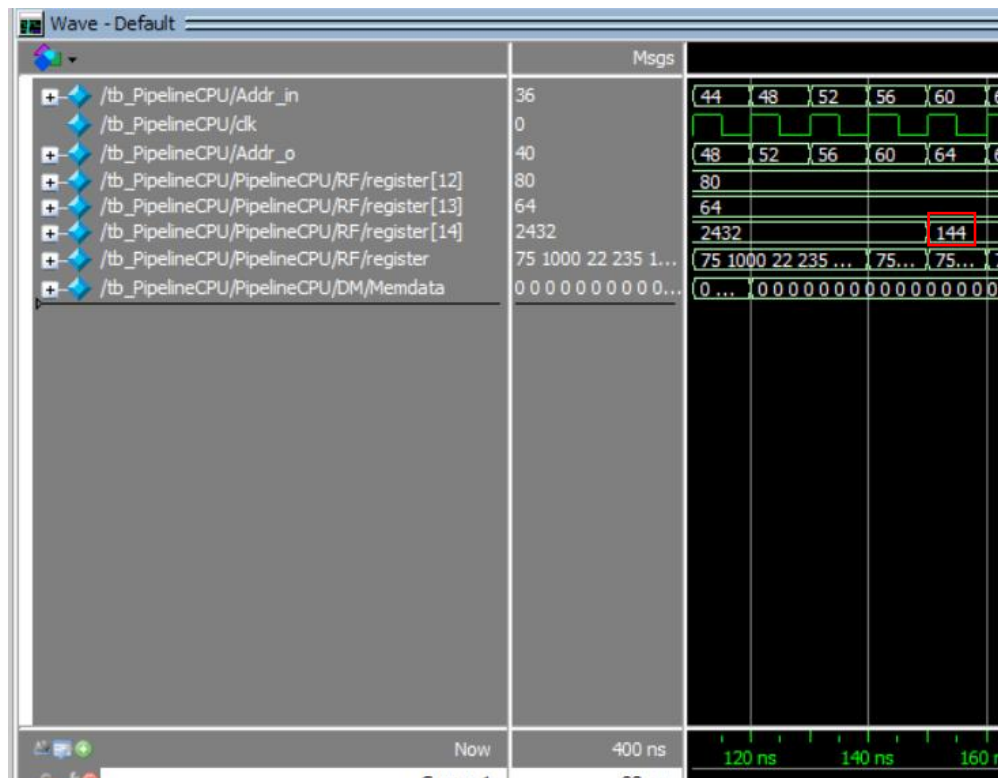 Wave - Default
Msgs
/tb_PipelineCPU/Addr_in 36 44 48 52 56 60
/tb_PipelineCPU/clk 0
/tb_PipelineCPU/Addr_o 40 48 52 56 60 64
/tb_PipelineCPU/PipelineCPU/RF/register[12] 80 80
/tb_PipelineCPU/PipelineCPU/RF/register[13] 64 64
/tb_PipelineCPU/PipelineCPU/RF/register[14] 2432 2432 144
/tb_PipelineCPU/PipelineCPU/RF/register 75 1000 22 235 1... 75 1000 22 235 ... 75... 75...
/tb_PipelineCPU/PipelineCPU/DM/Memdata 0 0 0 0 0 0 0 0 0 0... 0 ... 0 0 0 0 0 0 0 0 0 0 0 0 0 0 0 0 0
Now 400 ns 120 ns 140 ns 160